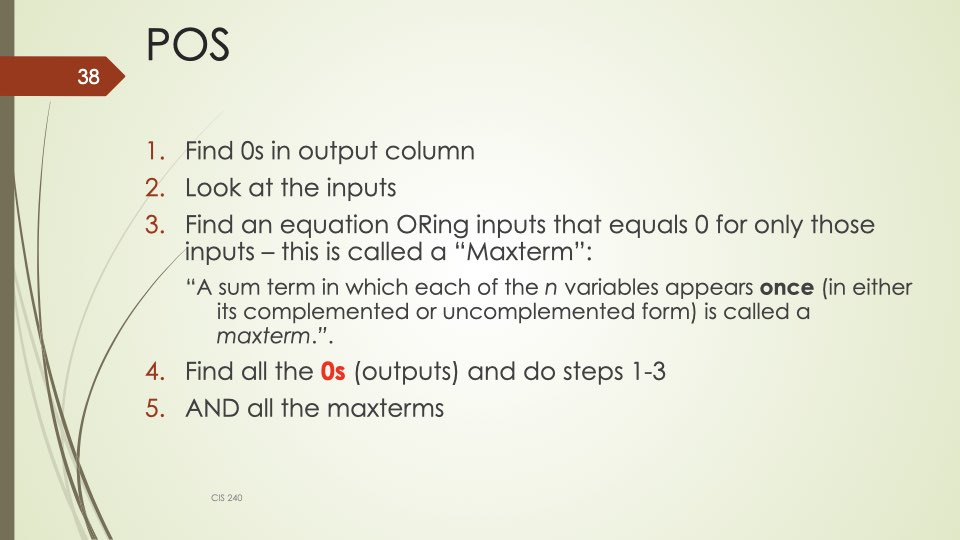 POS
38
1. Find 0s in output column
2. Look at the inputs
3. Find an equation ORing inputs that equals 0 for only those
inputs – this is called a “Maxterm”:
“A sum term in which each of the n variables appears once (in either
its complemented or uncomplemented form) is called a
maxterm.”.
4. Find all the 0s (outputs) and do steps 1-3
5. AND all the maxterms
CIS 240